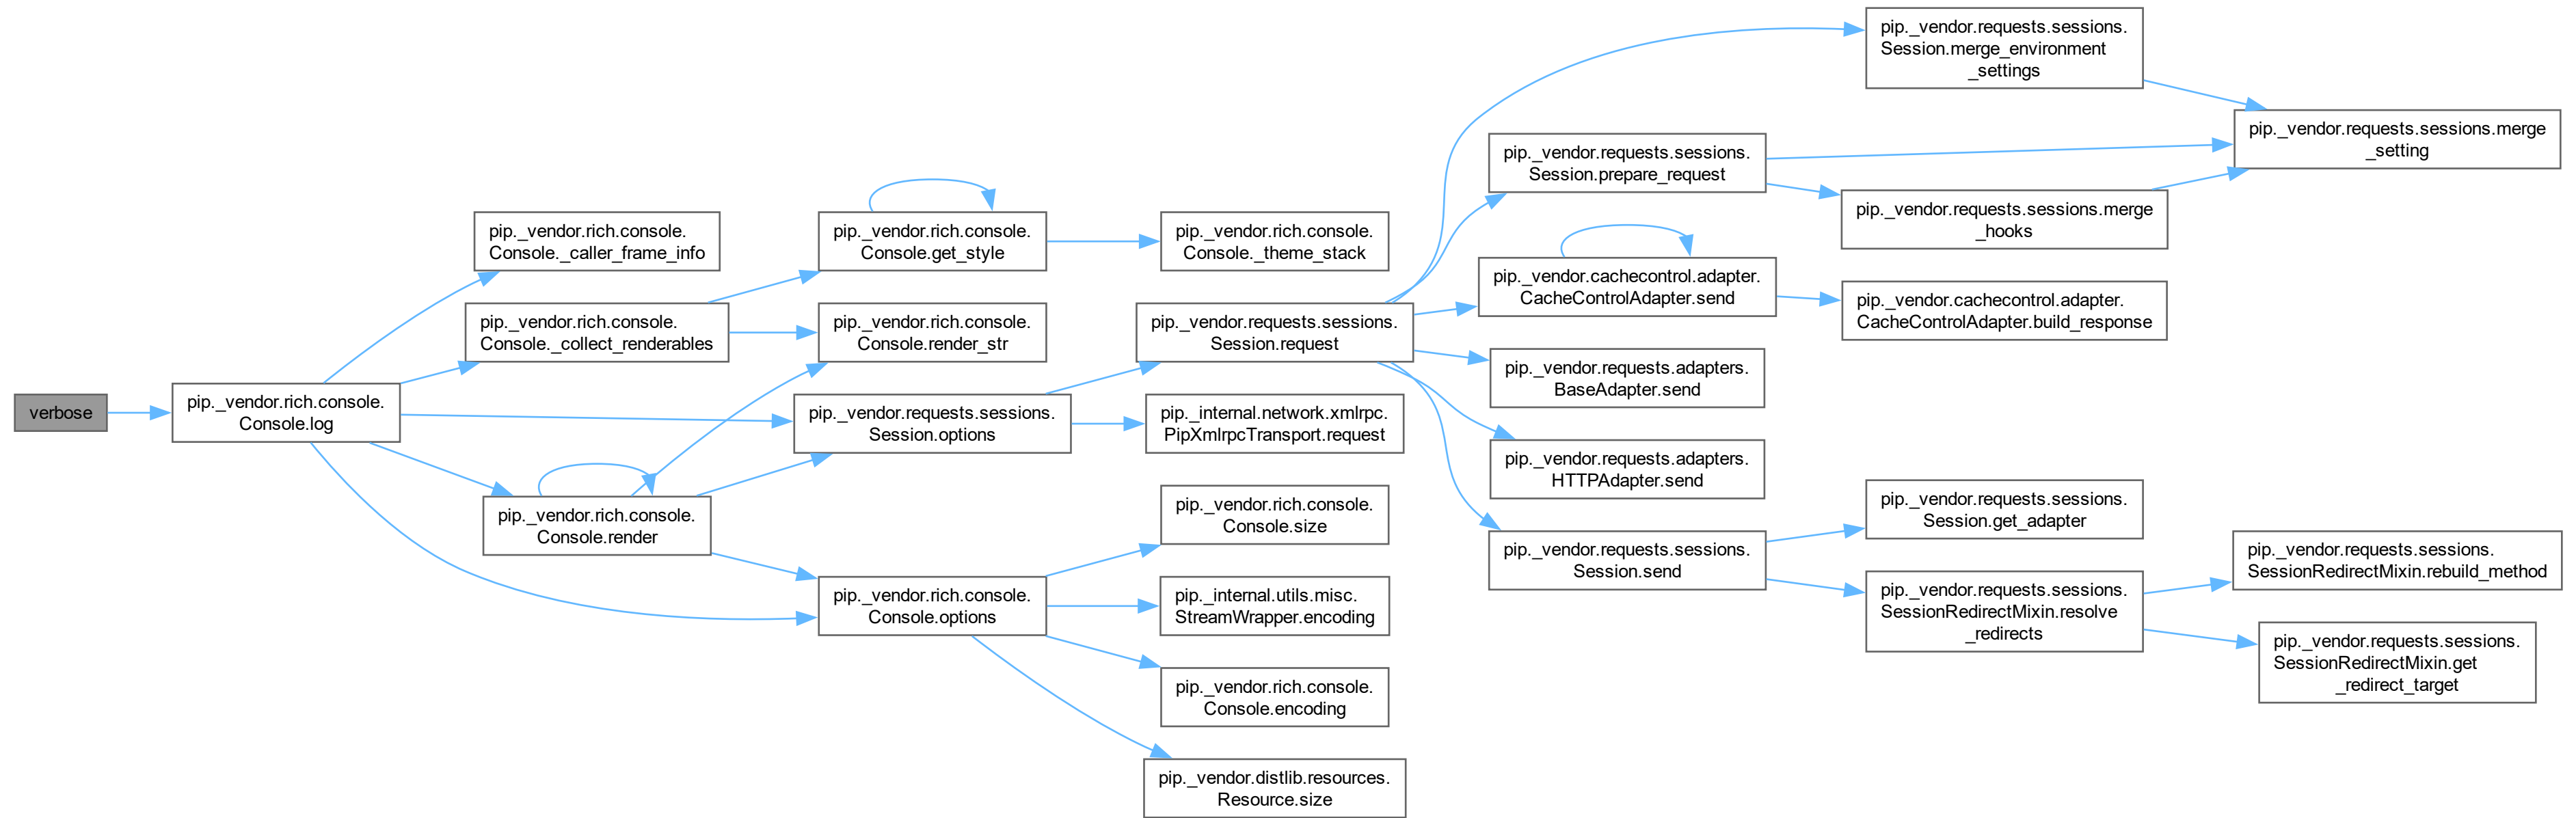 verbose
pip._vendor.rich.console.
Console.log
pip._vendor.rich.console.
Console._caller_frame_info
pip._vendor.rich.console.
Console._collect_renderables
pip._vendor.rich.console.
Console.render
pip._vendor.rich.console.
Console.get_style
pip._vendor.rich.console.
Console.render_str
pip._vendor.requests.sessions.
Session.options
pip._vendor.rich.console.
Console.options
pip._vendor.rich.console.
Console._theme_stack
pip._vendor.requests.sessions.
Session.request
pip._internal.network.xmlrpc.
PipXmlrpcTransport.request
pip._vendor.rich.console.
Console.size
pip._internal.utils.misc.
StreamWrapper.encoding
pip._vendor.rich.console.
Console.encoding
pip._vendor.distlib.resources.
Resource.size
pip._vendor.requests.sessions.
Session.prepare_request
pip._vendor.cachecontrol.adapter.
CacheControlAdapter.send
pip._vendor.requests.adapters.
BaseAdapter.send
pip._vendor.requests.adapters.
HTTPAdapter.send
pip._vendor.requests.sessions.
Session.send
pip._vendor.requests.sessions.
Session.merge_environment
_settings
pip._vendor.requests.sessions.merge
_hooks
pip._vendor.cachecontrol.adapter.
CacheControlAdapter.build_response
pip._vendor.requests.sessions.
Session.get_adapter
pip._vendor.requests.sessions.
SessionRedirectMixin.resolve
_redirects
pip._vendor.requests.sessions.merge
_setting
pip._vendor.requests.sessions.
SessionRedirectMixin.rebuild_method
pip._vendor.requests.sessions.
SessionRedirectMixin.get
_redirect_target